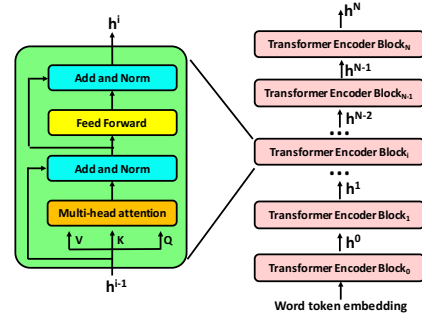 h^i
Add and Norm
Feed Forward
Add and Norm
Multi-head attention
V K Q
h^{i-1}
h^N
Transformer Encoder Block_N
h^{N-1}
Transformer Encoder Block_{N-1}
h^{N-2}
...
Transformer Encoder Block_i
...
h^1
Transformer Encoder Block_1
h^0
Transformer Encoder Block_0
Word token embedding